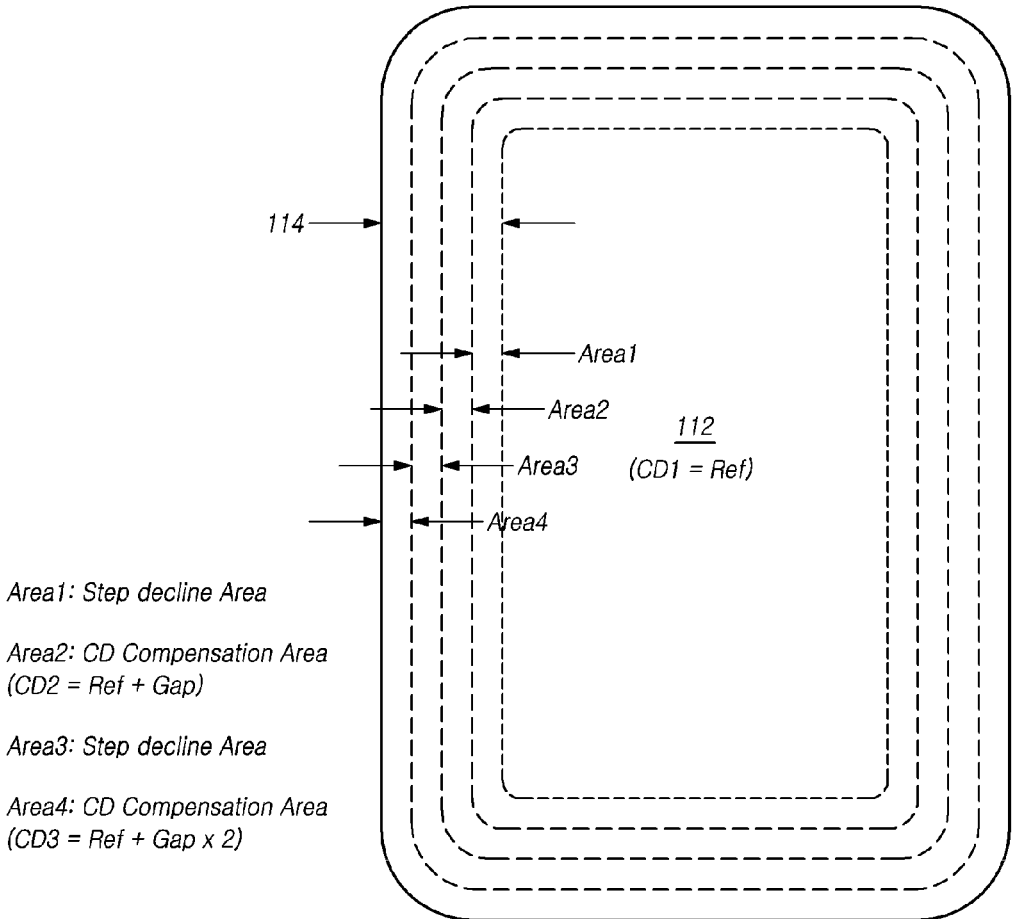 114
Area1
Area2
112
(CD1 = Ref)
Area3
Area4
Area1: Step decline Area
Area2: CD Compensation Area
(CD2 = Ref + Gap)
Area3: Step decline Area
Area4: CD Compensation Area
(CD3 = Ref + Gap x 2)